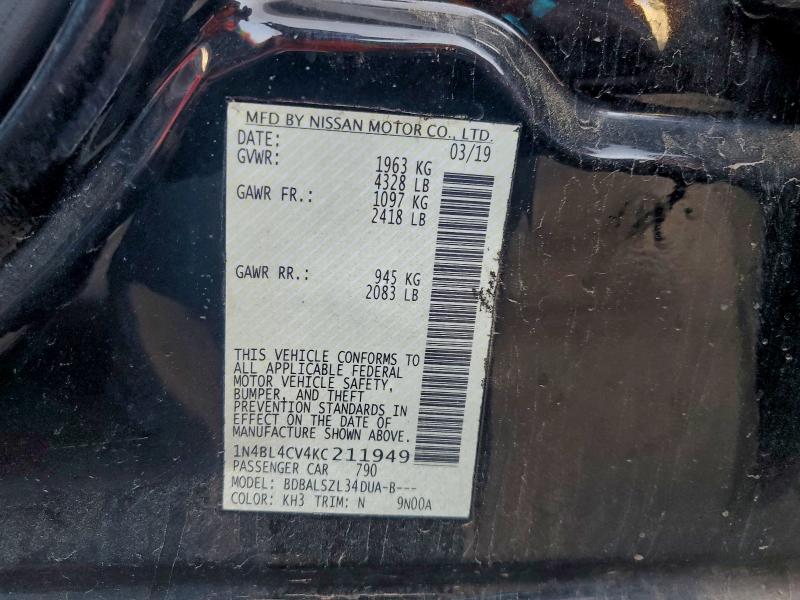 MFD BY NISSAN MOTOR CO., LTD.
DATE: 03/19
GVWR: 1963 KG
4328 LB
GAWR FR.: 1097 KG
2418 LB
GAWR RR.: 945 KG
2083 LB
THIS VEHICLE CONFORMS TO
ALL APPLICABLE FEDERAL
MOTOR VEHICLE SAFETY,
BUMPER, AND THEFT
PREVENTION STANDARDS IN
EFFECT ON THE DATE OF
MANUFACTURE SHOWN ABOVE.
1N4BL4CV4KC211949
PASSENGER CAR 790
MODEL: BDBALSZL34DUA-B---
COLOR: KH3 TRIM: N 9N00A